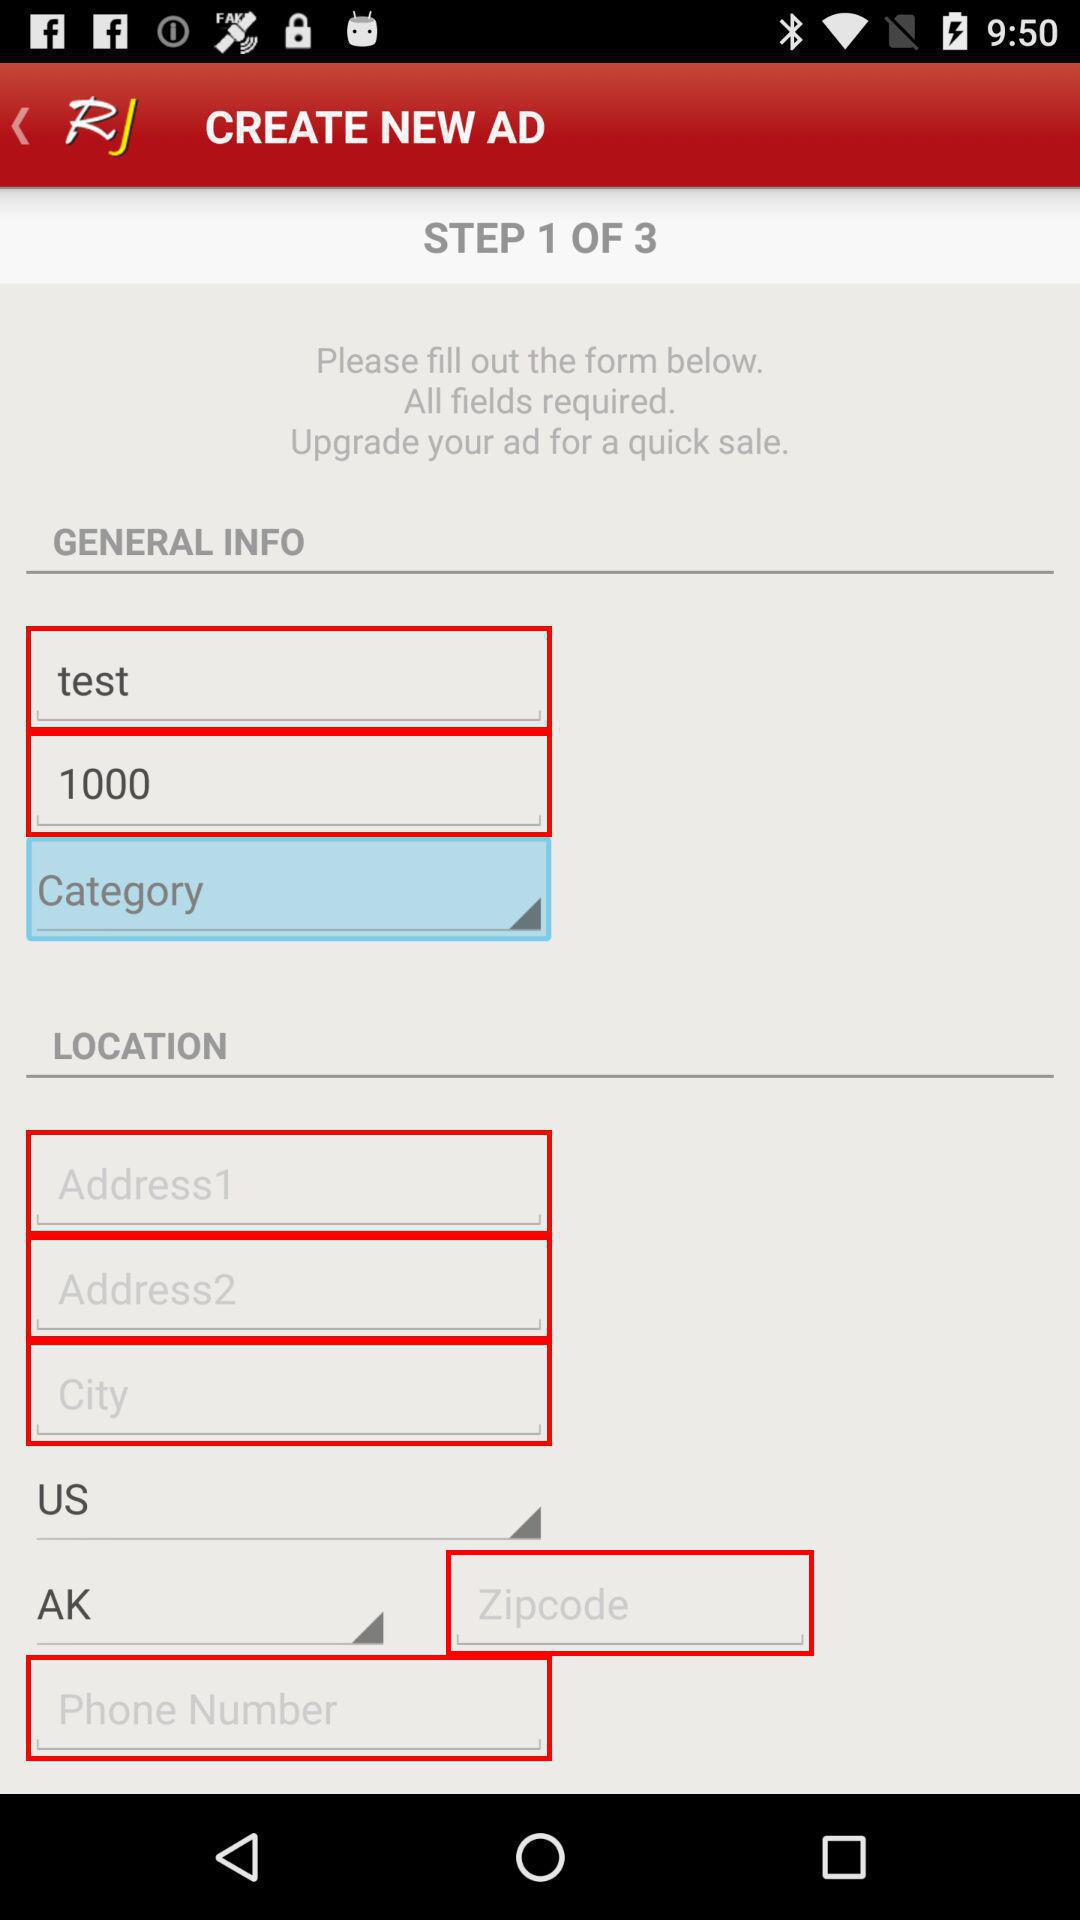 FAKE
9:50
RJ
CREATE NEW AD
STEP 1 OF 3
Please fill out the form below.
All fields required.
Upgrade your ad for a quick sale.
GENERAL INFO
test
1000
Category
LOCATION
Address1
Address2
City
US
AK
Zipcode
Phone Number